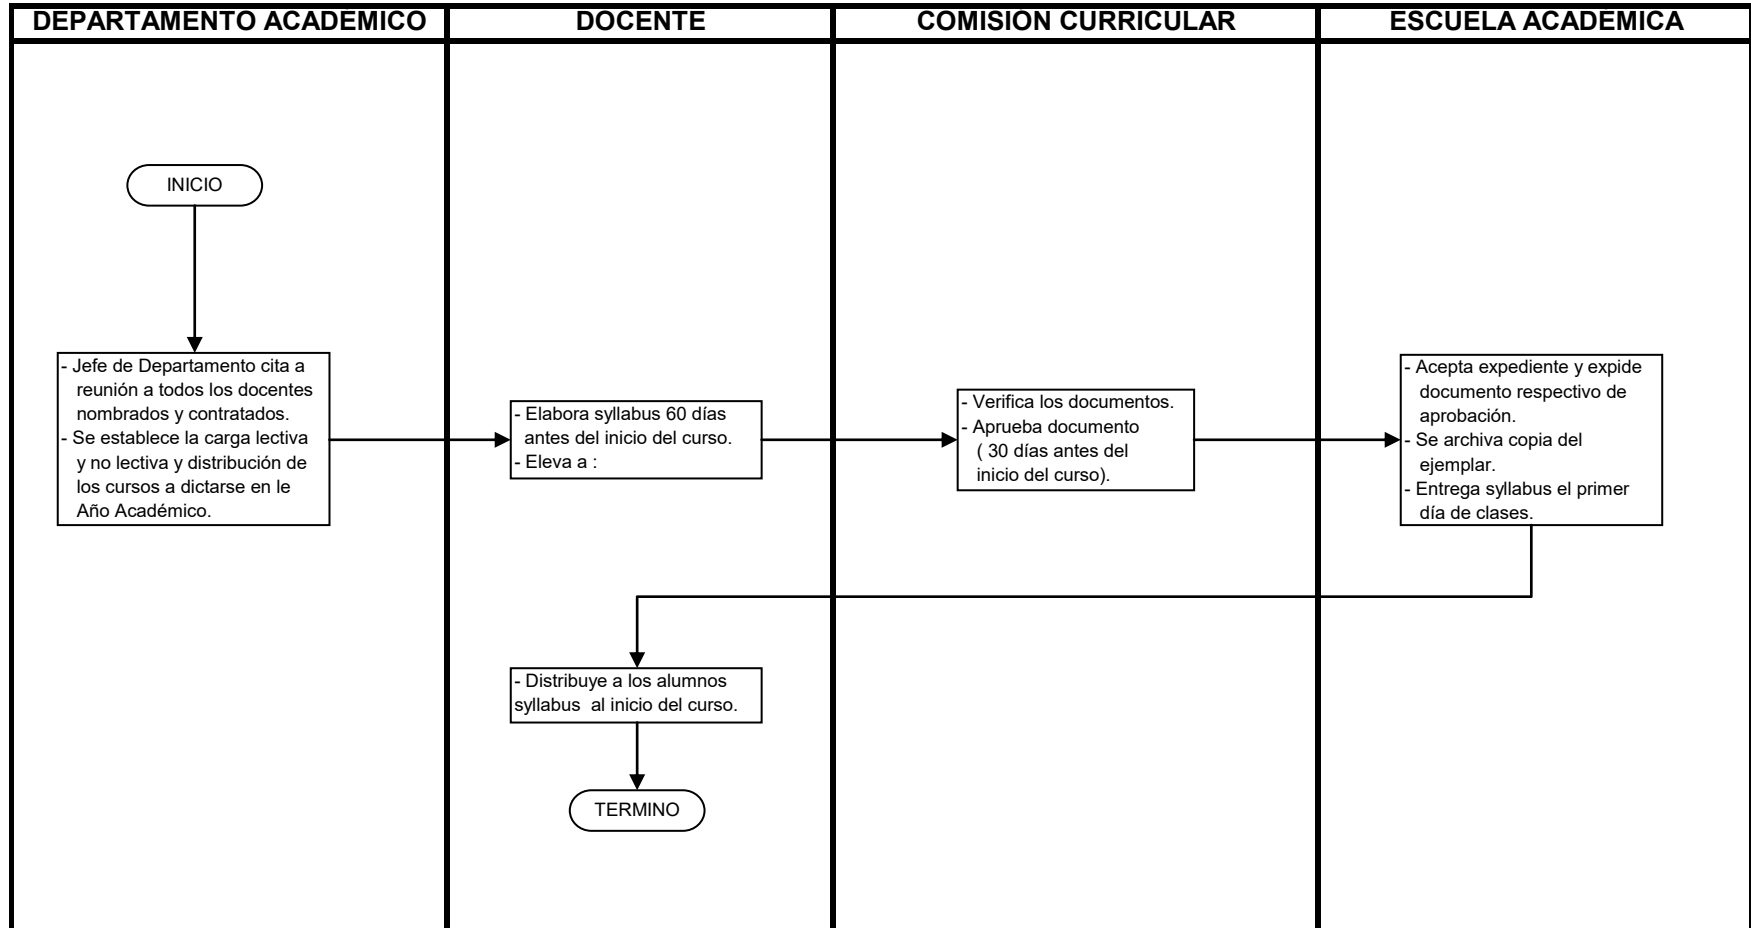 DEPARTAMENTO ACADÉMICO
DOCENTE
COMISIÓN CURRICULAR
ESCUELA ACADÉMICA
INICIO
- Jefe de Departamento cita a
reunión a todos los docentes
nombrados y contratados.
- Se establece la carga lectiva
y no lectiva y distribución de
los cursos a dictarse en le
Año Académico.
- Elabora syllabus 60 días
antes del inicio del curso.
- Eleva a :
- Verifica los documentos.
- Aprueba documento
( 30 días antes del
inicio del curso).
- Acepta expediente y expide
documento respectivo de
aprobación.
- Se archiva copia del
ejemplar.
- Entrega syllabus el primer
día de clases.
- Distribuye a los alumnos
syllabus  al inicio del curso.
TERMINO